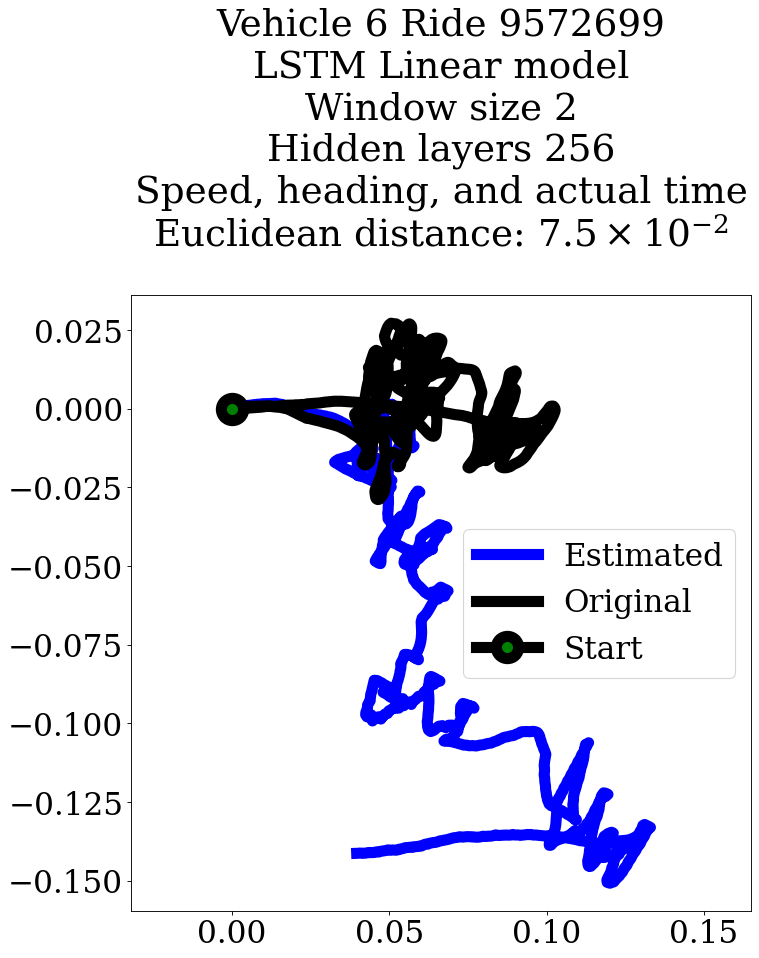 Vehicle 6 Ride 9572699
LSTM Linear model
Window size 2
Hidden layers 256
Speed, heading, and actual time
Euclidean distance: 7.5 × 10⁻²
0.025
0.000
−0.025
−0.050
−0.075
−0.100
−0.125
−0.150
Estimated
Original
Start
0.00 0.05 0.10 0.15